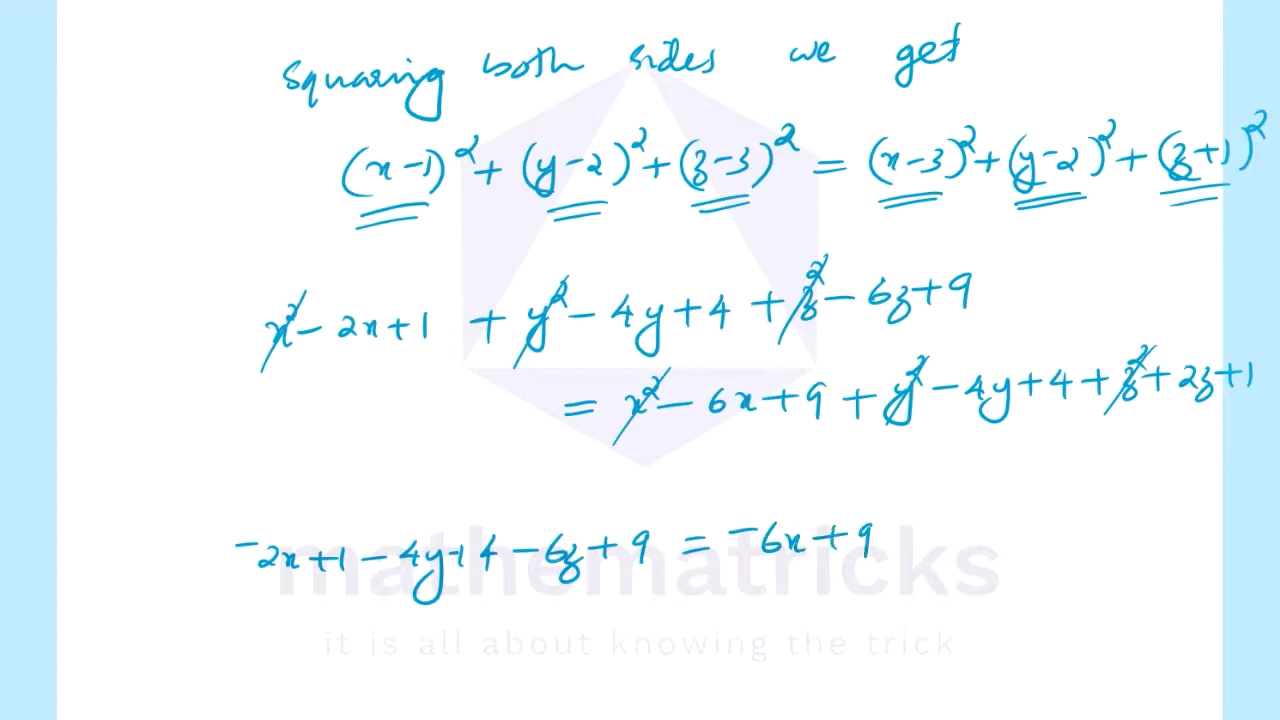 squaring both sides we get
(x-1)² + (y-2)² + (z-3)² = (x-3)² + (y-2)² + (z+1)²
x² - 2x+1 + y² - 4y+4 + z² - 6z+9
= x² - 6x+9 + y² - 4y+4 + z² + 2z+1
-2x+1 - 4y+4 - 6z+9 = -6x+9
mathematricks
it is all about knowing the trick